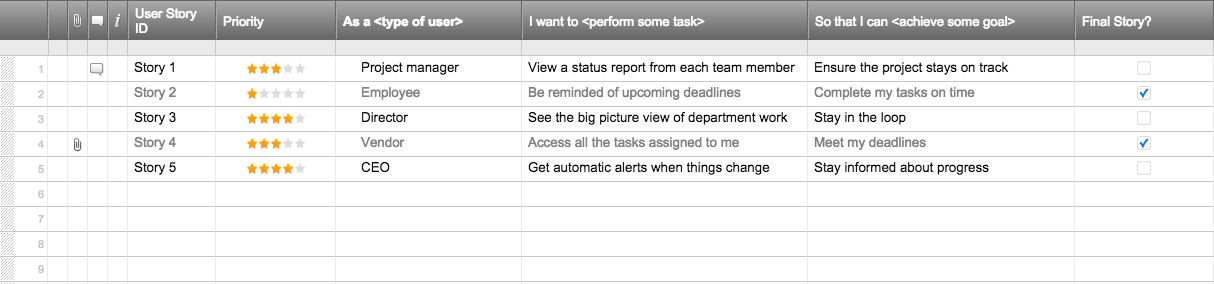 i User Story ID Priority As a <type of user> I want to <perform some task> So that I can <achieve some goal> Final Story?
1 Story 1 Project manager View a status report from each team member Ensure the project stays on track
2 Story 2 Employee Be reminded of upcoming deadlines Complete my tasks on time
3 Story 3 Director See the big picture view of department work Stay in the loop
4 Story 4 Vendor Access all the tasks assigned to me Meet my deadlines
5 Story 5 CEO Get automatic alerts when things change Stay informed about progress
6
7
8
9